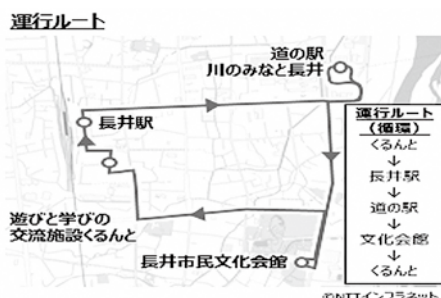 運行ルート
道の駅
川のみなと長井
長井駅
遊びと学びの
交流施設くるんと
長井市民文化会館
運行ルート
(循環)
くるんと
↓
長井駅
↓
道の駅
↓
文化会館
↓
くるんと
©NTTインフラネット